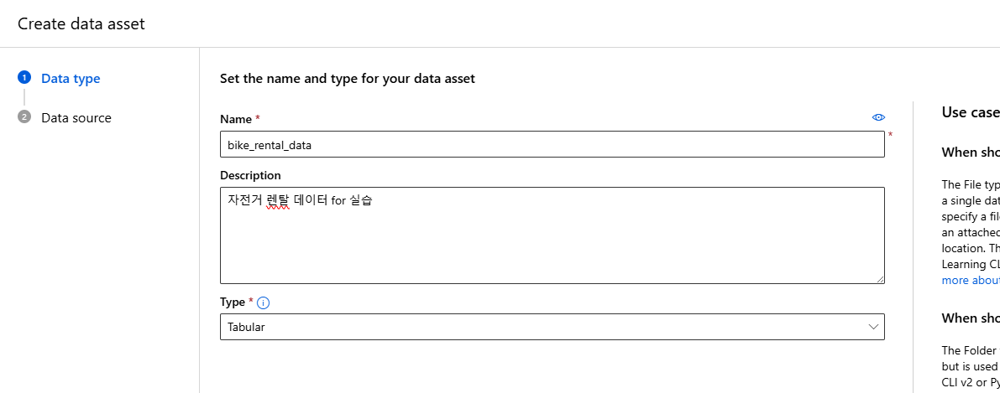 Create data asset
1 Data type
2 Data source
Set the name and type for your data asset
Name *
bike_rental_data *
Description
자전거 렌탈 데이터 for 실습
Type * i
Tabular
Use case
When sho
The File typ
a single dat
specify a fil
an attached
location. Th
Learning CL
more about
When sho
The Folder
but is used
CLI v2 or Py